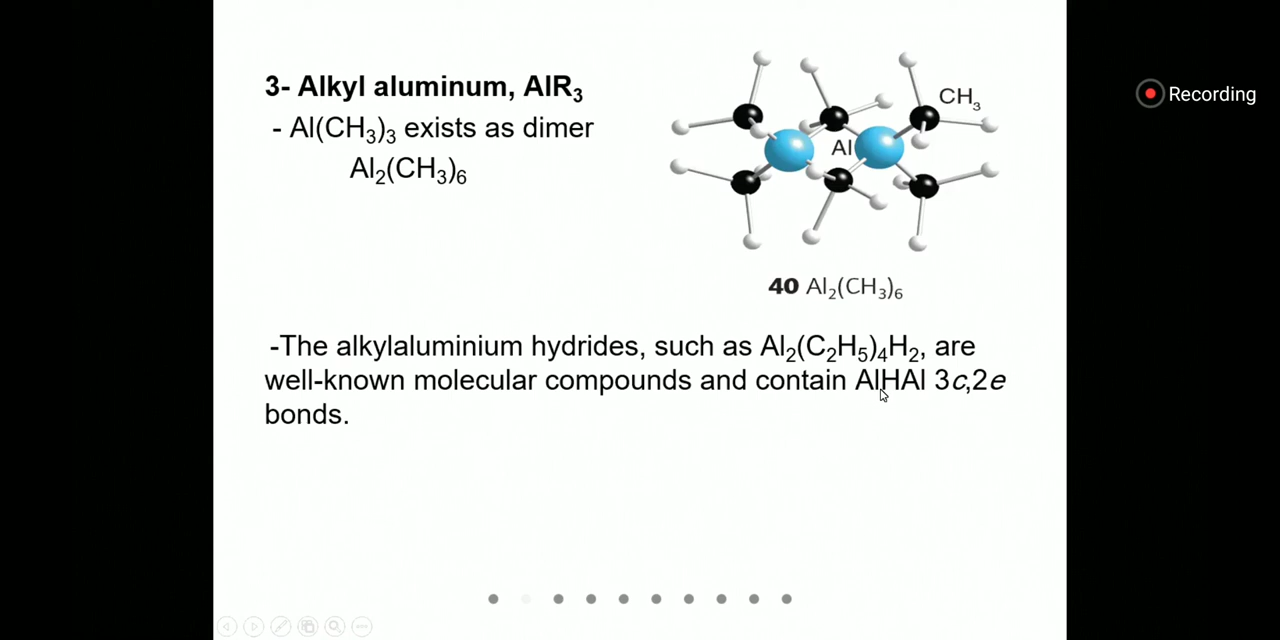 3- Alkyl aluminum, AlR₃
- Al(CH₃)₃ exists as dimer
Al₂(CH₃)₆
CH₃
Al
40 Al₂(CH₃)₆
-The alkylaluminium hydrides, such as Al₂(C₂H₅)₄H₂, are
well-known molecular compounds and contain AlHAl 3c,2e
bonds.
Recording